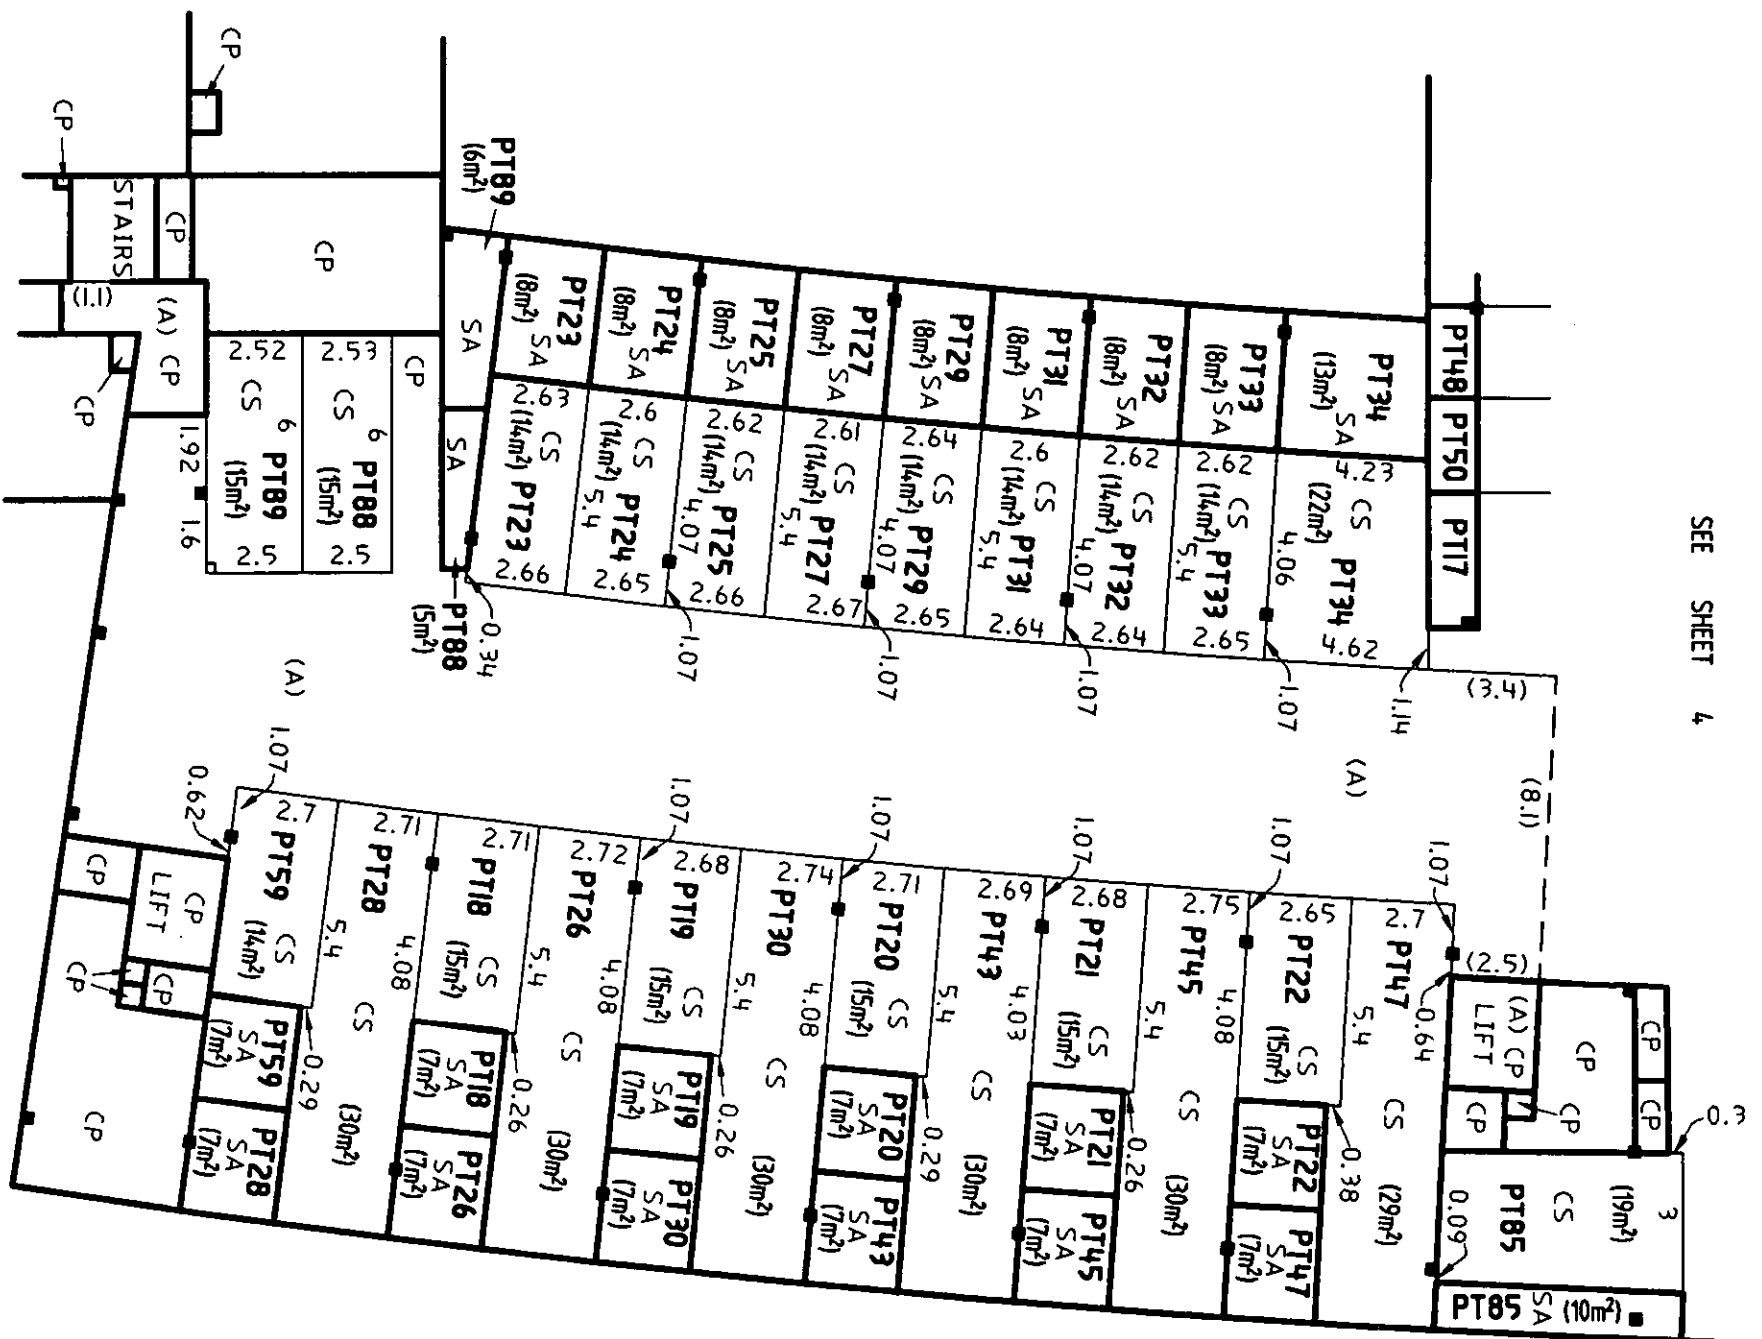 SEE SHEET 4
CP
CP
STAIRS
CP
CP
(A) CP
(1.1)
CP
CP
PT89
(6m²)
SA
SA
PT88
(5m²)
0.34
2.52
CS
6
PT89
(15m²)
2.5
2.53
CS
6
PT88
(15m²)
2.5
1.92
1.6
PT23
(8m²) SA
PT24
(8m²) SA
PT25
(8m²) SA
PT27
(8m²) SA
PT29
(8m²) SA
PT31
(8m²) SA
PT32
(8m²) SA
PT33
(8m²) SA
PT34
(13m²) SA
PT48
PT50
PT17
2.63
CS
(14m²) PT23
2.66
2.6
CS
(14m²) PT24
5.4
2.65
2.62
CS
(14m²) PT25
4.07
2.66
1.07
2.61
CS
(14m²) PT27
5.4
2.67
2.64
CS
(14m²) PT29
4.07
2.65
1.07
2.6
CS
(14m²) PT31
5.4
2.64
2.62
CS
(14m²) PT32
4.07
2.64
1.07
2.62
CS
(14m²) PT33
5.4
2.65
4.23
CS
(22m²) PT34
4.06
4.62
1.07
1.14
(3.4)
(8.1)
(A)
(A)
1.07
0.62
2.7
PT59
CS
(14m²)
5.4
2.71
PT28
CS
(30m²)
4.08
2.71
PT18
CS
(15m²)
5.4
2.72
PT26
CS
(30m²)
4.08
1.07
2.68
PT19
CS
(15m²)
5.4
2.74
PT30
CS
(30m²)
4.08
1.07
2.71
PT20
CS
(15m²)
5.4
2.69
PT43
CS
(30m²)
4.03
1.07
2.68
PT21
CS
(15m²)
5.4
2.75
PT45
CS
(30m²)
4.08
1.07
2.65
PT22
CS
(15m²)
5.4
2.7
PT47
CS
(29m²)
1.07
0.64
(2.5)
(A) CP
LIFT
CP
CP
CP
CP
CP
0.3
3
(19m²)
CS
PT85
0.09
PT85 SA (10m²)
CP
CP
LIFT
CP
CP
CP
PT59
SA
(7m²)
0.29
PT28
SA
(7m²)
PT18
SA
(7m²)
0.26
PT26
SA
(7m²)
PT19
SA
(7m²)
0.26
PT30
SA
(7m²)
PT20
SA
(7m²)
0.29
PT43
SA
(7m²)
PT21
SA
(7m²)
0.26
PT45
SA
(7m²)
PT22
SA
(7m²)
0.38
PT47
SA
(7m²)